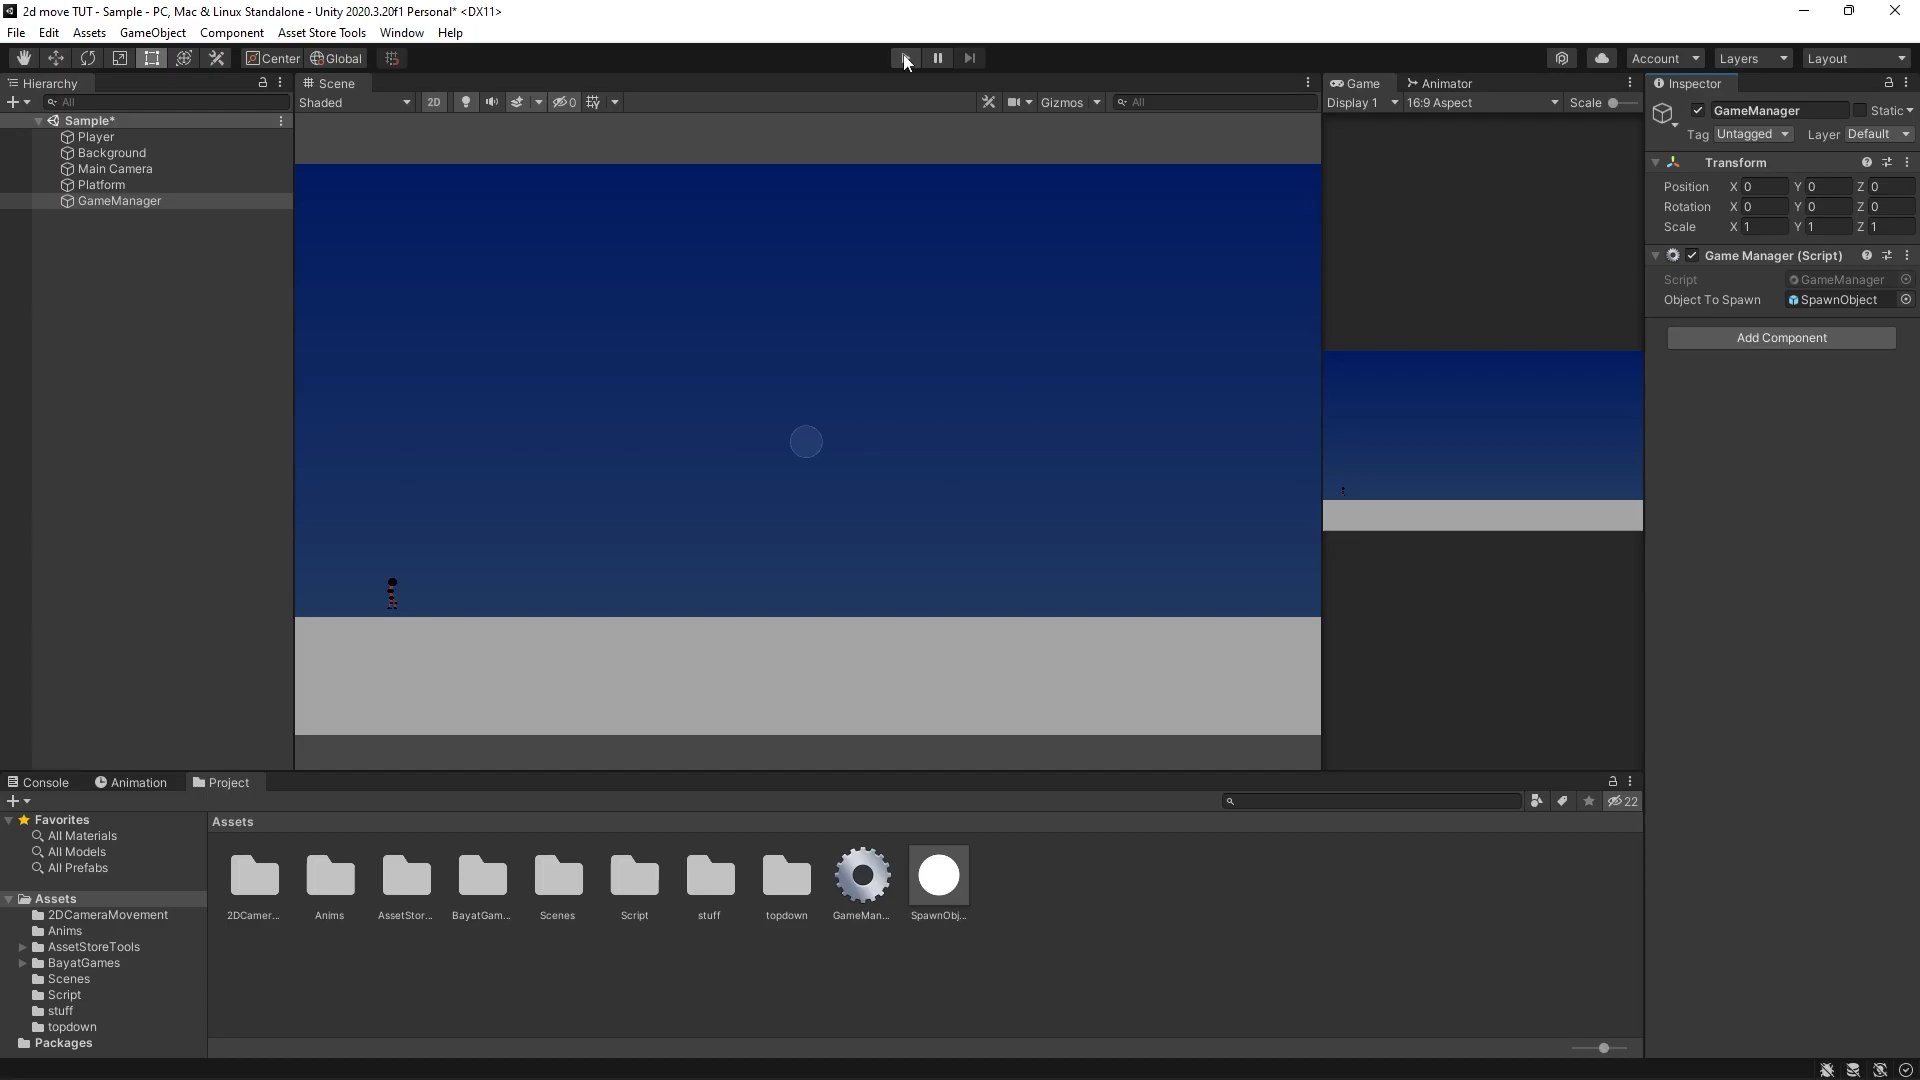 2d move TUT - Sample - PC, Mac & Linux Standalone - Unity 2020.3.20f1 Personal* <DX11>
File Edit Assets GameObject Component Asset Store Tools Window Help
Center Global Account Layers Layout
Hierarchy
All
Sample*
Player
Background
Main Camera
Platform
GameManager
Scene
Shaded 2D 0 Gizmos All
Game Animator
Display 1 16:9 Aspect Scale
Inspector
GameManager Static
Tag Untagged Layer Default
Transform
Position X 0 Y 0 Z 0
Rotation X 0 Y 0 Z 0
Scale X 1 Y 1 Z 1
Game Manager (Script)
Script GameManager
Object To Spawn SpawnObject
Add Component
Console Animation Project
22
Favorites
All Materials
All Models
All Prefabs
Assets
2DCameraMovement
Anims
AssetStoreTools
BayatGames
Scenes
Script
stuff
topdown
Packages
Assets
2DCamer... Anims AssetStor... BayatGam... Scenes Script stuff topdown GameMan... SpawnObj...